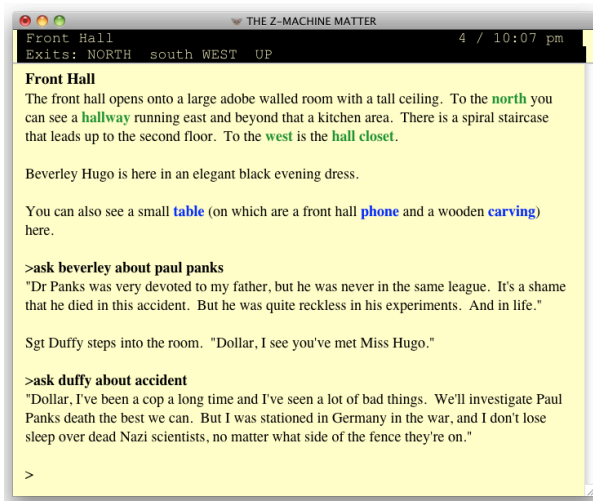 THE Z-MACHINE MATTER
Front Hall 4 / 10:07 pm
Exits: NORTH south WEST UP
Front Hall
The front hall opens onto a large adobe walled room with a tall ceiling. To the north you
can see a hallway running east and beyond that a kitchen area. There is a spiral staircase
that leads up to the second floor. To the west is the hall closet.
Beverley Hugo is here in an elegant black evening dress.
You can also see a small table (on which are a front hall phone and a wooden carving)
here.
>ask beverley about paul panks
"Dr Panks was very devoted to my father, but he was never in the same league. It's a shame
that he died in this accident. But he was quite reckless in his experiments. And in life."
Sgt Duffy steps into the room. "Dollar, I see you've met Miss Hugo."
>ask duffy about accident
"Dollar, I've been a cop a long time and I've seen a lot of bad things. We'll investigate Paul
Panks death the best we can. But I was stationed in Germany in the war, and I don't lose
sleep over dead Nazi scientists, no matter what side of the fence they're on."
>